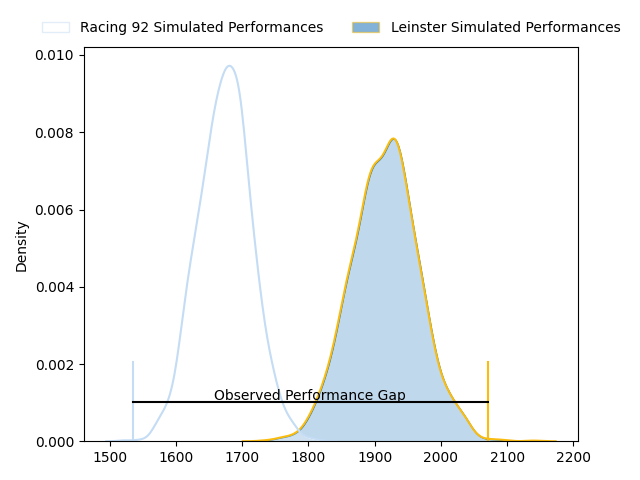 Racing 92 Simulated Performances
Leinster Simulated Performances
0.010
0.008
0.006
0.004
0.002
0.000
Density
Observed Performance Gap
1500 1600 1700 1800 1900 2000 2100 2200